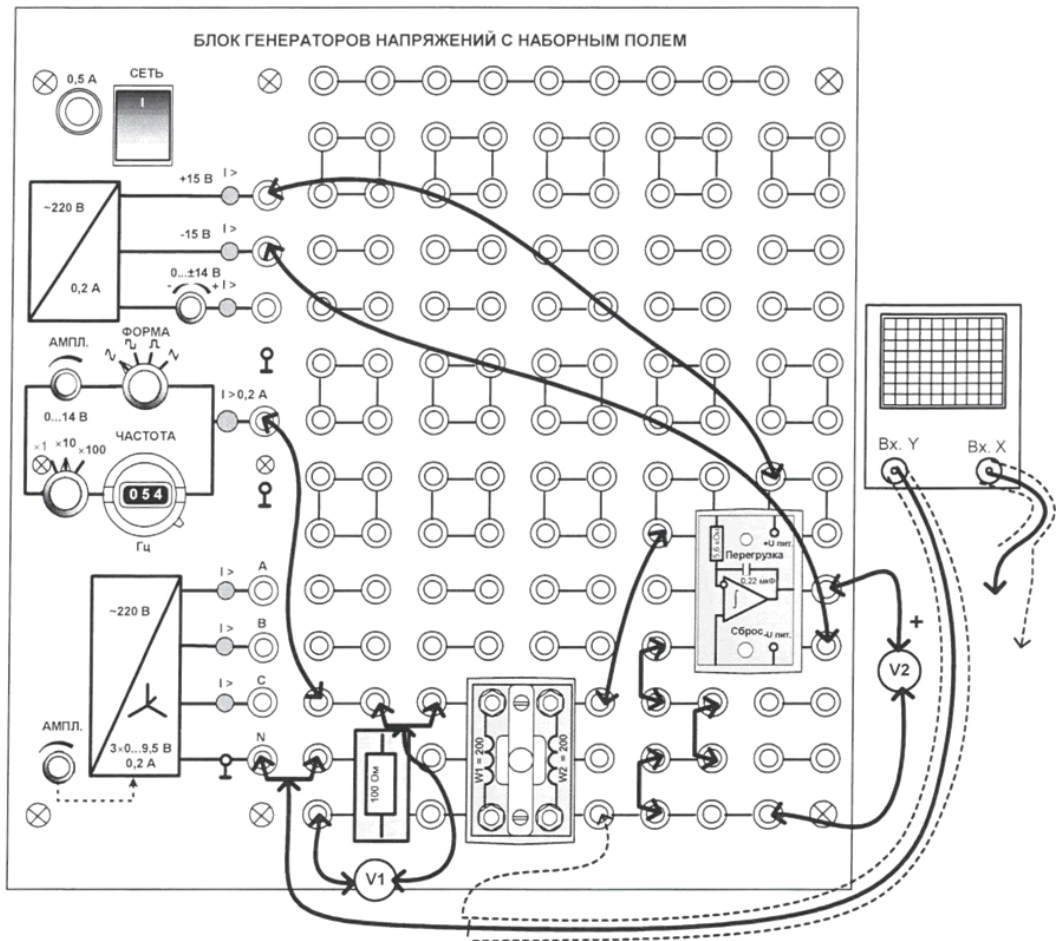 БЛОК ГЕНЕРАТОРОВ НАПРЯЖЕНИЙ С НАБОРНЫМ ПОЛЕМ
0,5 А
СЕТЬ
I
+15 В
I >
~220 В
-15 В
I >
0...±14 В
I >
- +
0,2 А
АМПЛ.
ФОРМА
I >0,2 А
0...14 В
×1
×10
×100
ЧАСТОТА
054
Гц
Вх. Y
Вх. X
5,6 кОм
+U пит.
Перегрузка
0,22 мкФ
Сброс
-U пит.
+
V2
~220 В
I >
A
I >
B
I >
C
АМПЛ.
3×0...9,5 В
0,2 А
N
100 Ом
W1 = 200
W2 = 200
V1